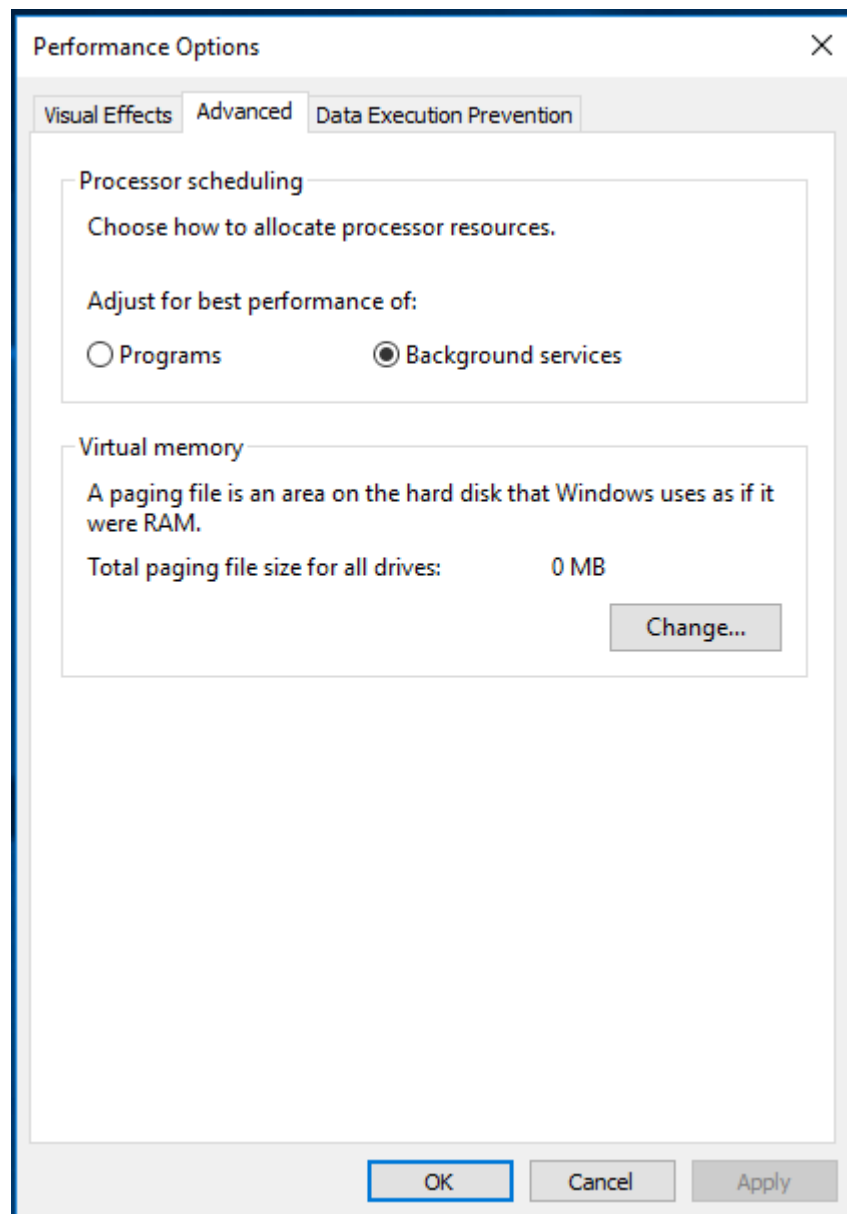 Performance Options
Visual Effects Advanced Data Execution Prevention
Processor scheduling
Choose how to allocate processor resources.
Adjust for best performance of:
Programs Background services
Virtual memory
A paging file is an area on the hard disk that Windows uses as if it
were RAM.
Total paging file size for all drives: 0 MB
Change...
OK Cancel Apply